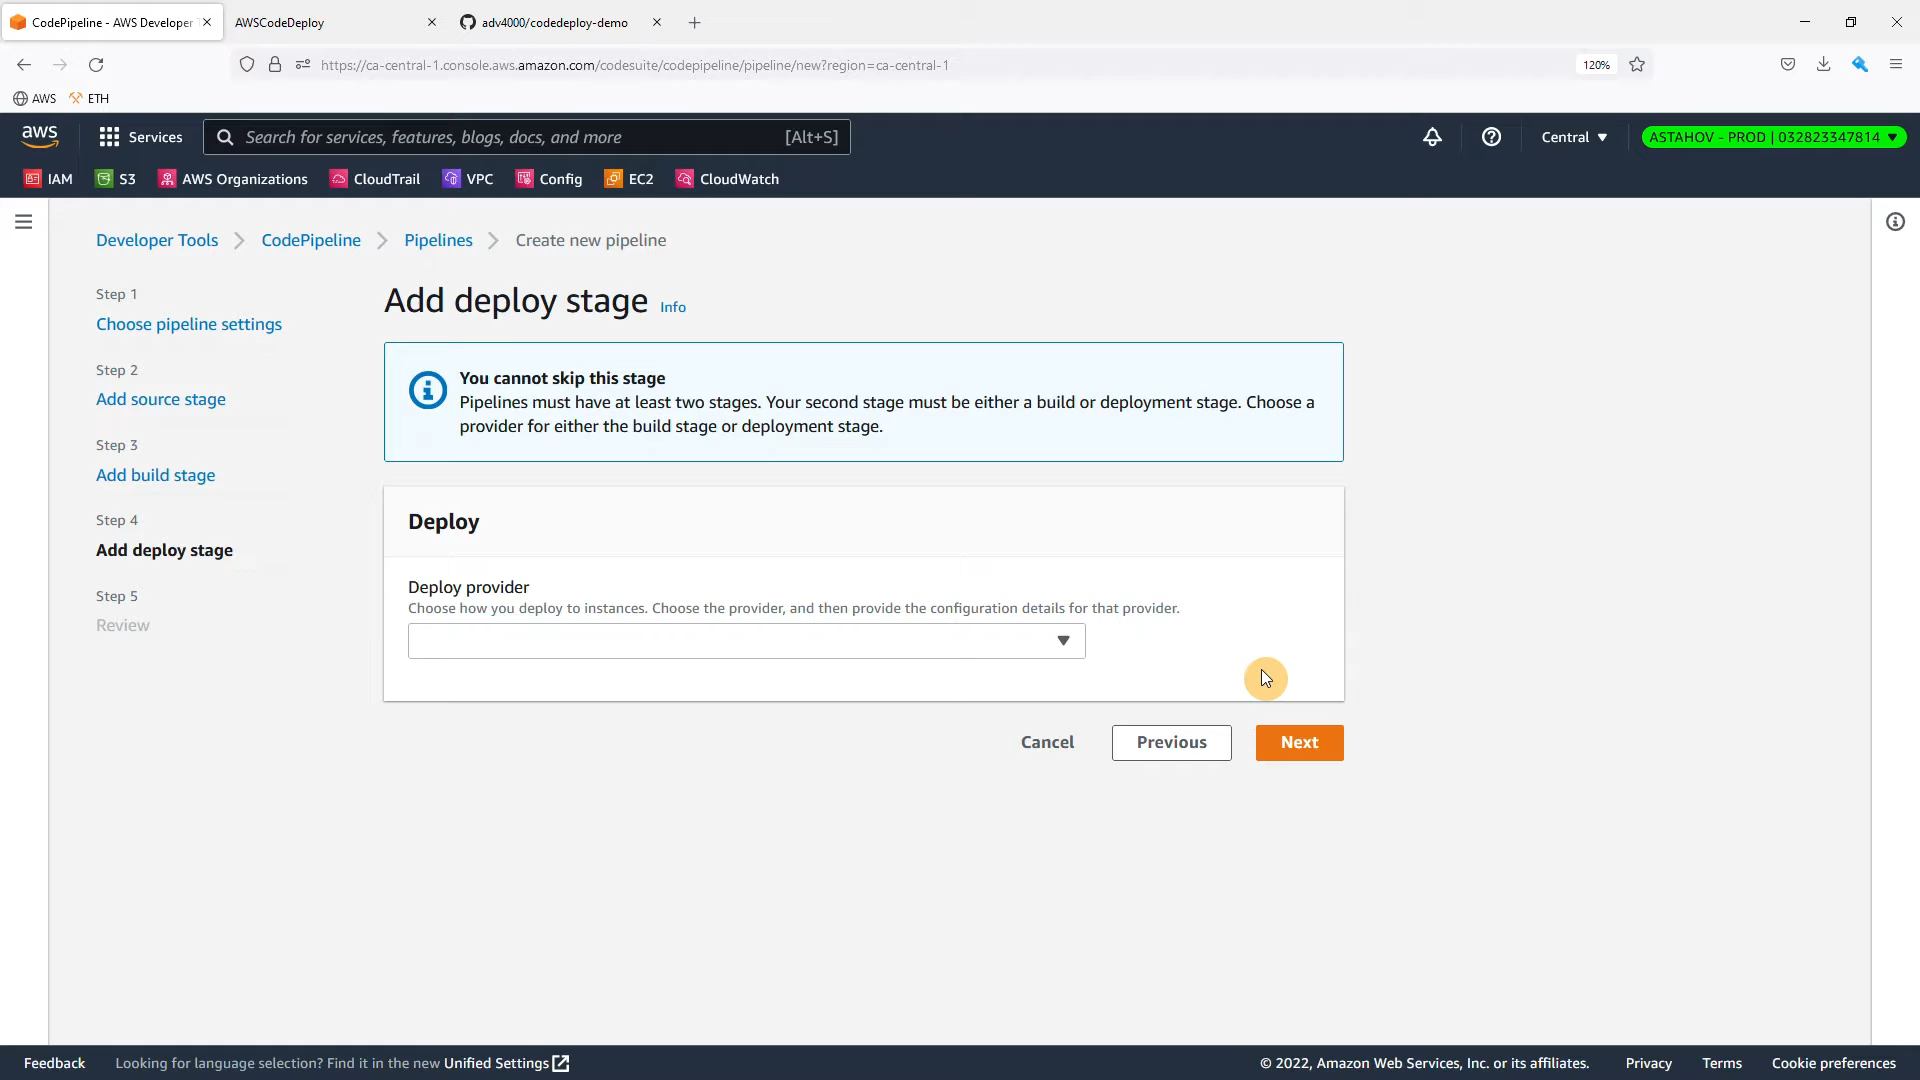 CodePipeline - AWS Developer T
AWSCodeDeploy
adv4000/codedeploy-demo
https://ca-central-1.console.aws.amazon.com/codesuite/codepipeline/pipeline/new?region=ca-central-1
120%
AWS
ETH
aws
Services
Search for services, features, blogs, docs, and more
[Alt+S]
Central
ASTAHOV - PROD | 032823347814
IAM
S3
AWS Organizations
CloudTrail
VPC
Config
EC2
CloudWatch
Developer Tools
CodePipeline
Pipelines
Create new pipeline
Step 1
Choose pipeline settings
Step 2
Add source stage
Step 3
Add build stage
Step 4
Add deploy stage
Step 5
Review
Add deploy stage Info
You cannot skip this stage
Pipelines must have at least two stages. Your second stage must be either a build or deployment stage. Choose a
provider for either the build stage or deployment stage.
Deploy
Deploy provider
Choose how you deploy to instances. Choose the provider, and then provide the configuration details for that provider.
Cancel
Previous
Next
Feedback
Looking for language selection? Find it in the new Unified Settings
© 2022, Amazon Web Services, Inc. or its affiliates.
Privacy
Terms
Cookie preferences